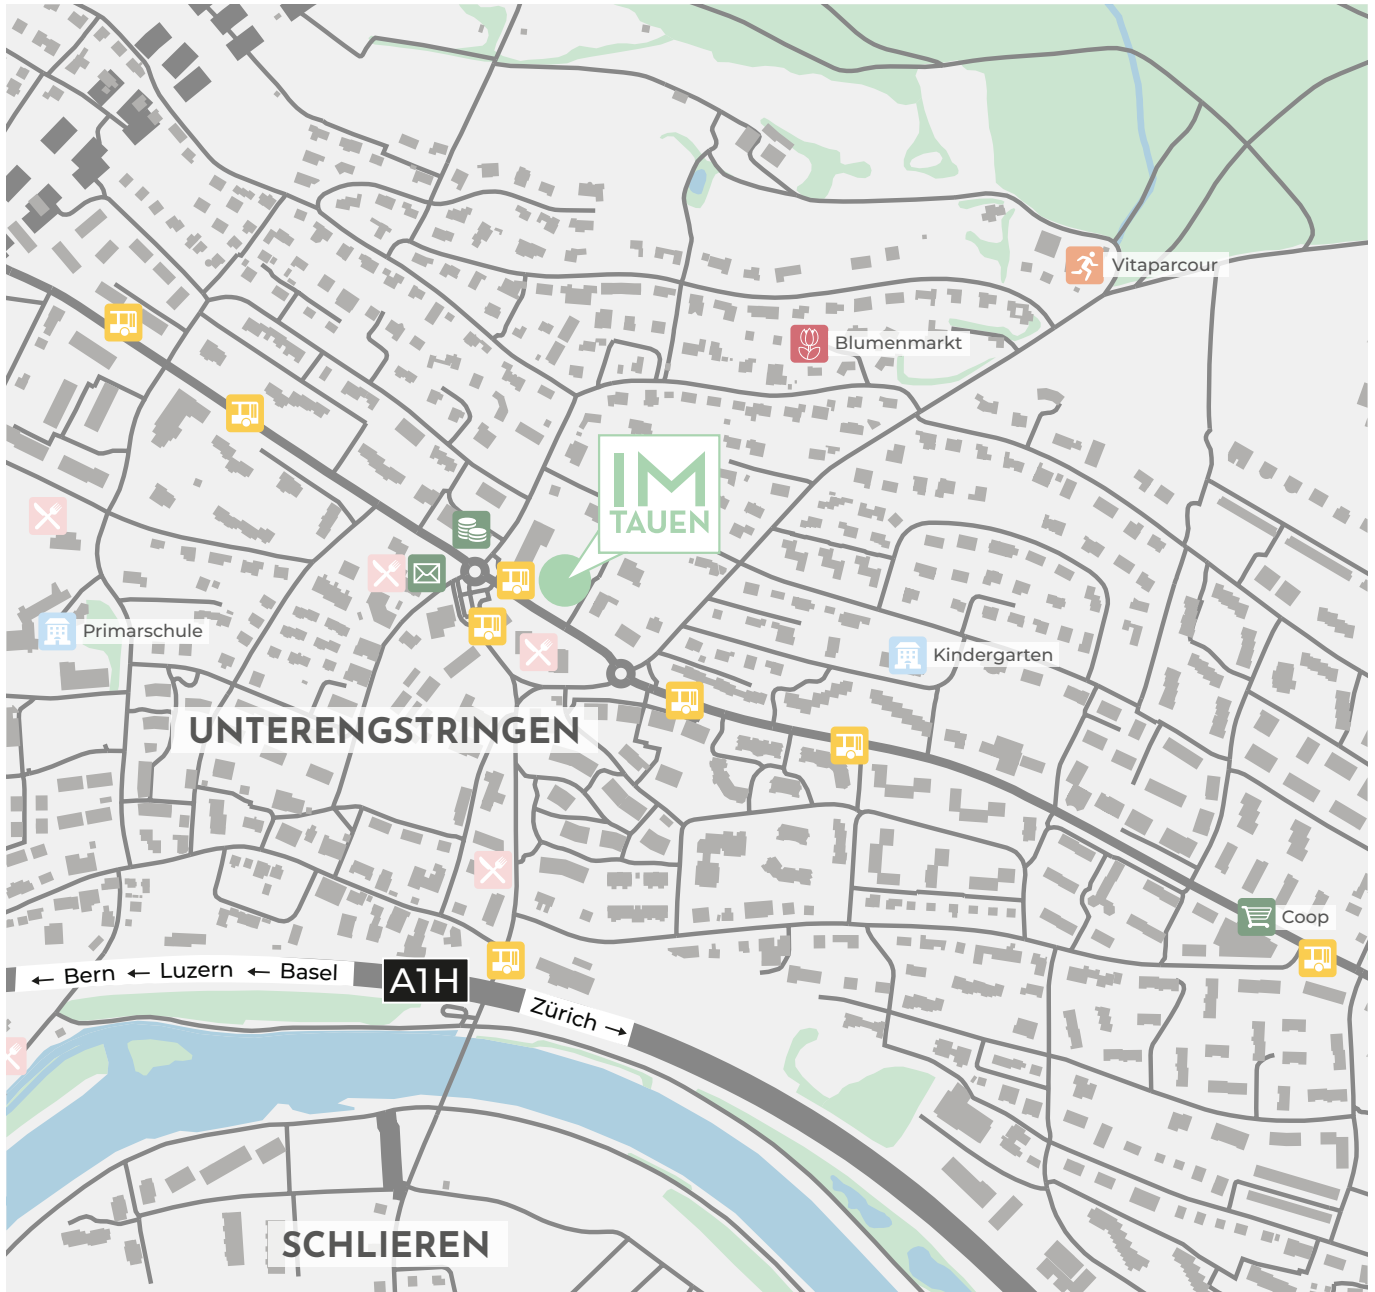 Vitaparcour
Blumenmarkt
IM
TAUEN
Primarschule
Kindergarten
UNTERENGSTRINGEN
Coop
← Bern ← Luzern ← Basel
A1H
Zürich →
SCHLIEREN